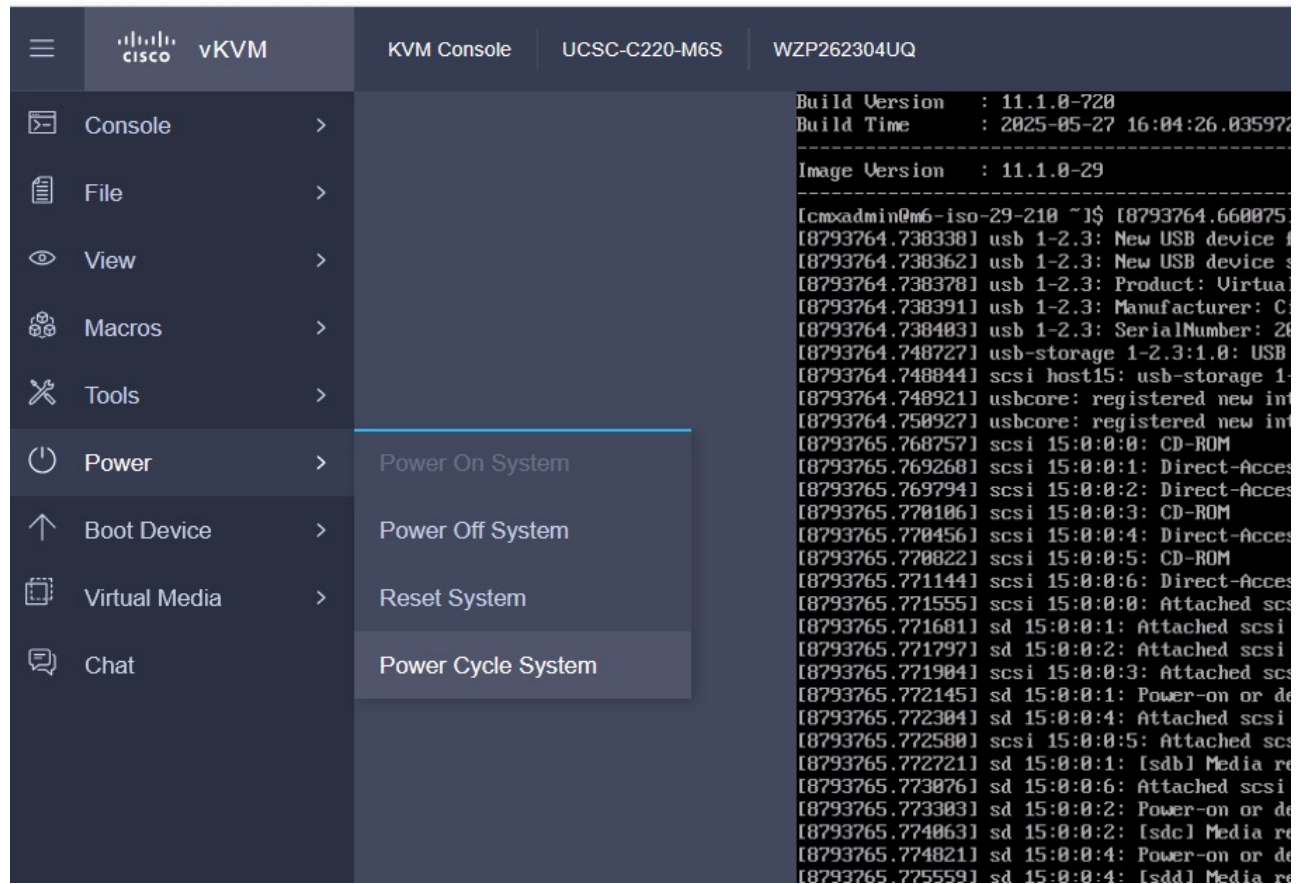 cisco vKVM KVM Console UCSC-C220-M6S WZP262304UQ
Console
File
View
Macros
Tools
Power
Boot Device
Virtual Media
Chat
Power On System
Power Off System
Reset System
Power Cycle System
Build Version : 11.1.0-720
Build Time : 2025-05-27 16:04:26.035972
Image Version : 11.1.0-29
[cmxadmin@m6-iso-29-210 ~]$ [8793764.660075]
[8793764.738338] usb 1-2.3: New USB device f
[8793764.738362] usb 1-2.3: New USB device s
[8793764.738378] usb 1-2.3: Product: Virtual
[8793764.738391] usb 1-2.3: Manufacturer: Ci
[8793764.738403] usb 1-2.3: SerialNumber: 20
[8793764.748727] usb-storage 1-2.3:1.0: USB
[8793764.748844] scsi host15: usb-storage 1-
[8793764.748921] usbcore: registered new int
[8793764.750927] usbcore: registered new int
[8793765.768757] scsi 15:0:0:0: CD-ROM
[8793765.769268] scsi 15:0:0:1: Direct-Acces
[8793765.769794] scsi 15:0:0:2: Direct-Acces
[8793765.770106] scsi 15:0:0:3: CD-ROM
[8793765.770456] scsi 15:0:0:4: Direct-Acces
[8793765.770822] scsi 15:0:0:5: CD-ROM
[8793765.771144] scsi 15:0:0:6: Direct-Acces
[8793765.771555] scsi 15:0:0:0: Attached scs
[8793765.771681] sd 15:0:0:1: Attached scsi
[8793765.771797] sd 15:0:0:2: Attached scsi
[8793765.771904] scsi 15:0:0:3: Attached scs
[8793765.772145] sd 15:0:0:1: Power-on or de
[8793765.772304] sd 15:0:0:4: Attached scsi
[8793765.772580] scsi 15:0:0:5: Attached scs
[8793765.772721] sd 15:0:0:1: [sdb] Media re
[8793765.773076] sd 15:0:0:6: Attached scsi
[8793765.773303] sd 15:0:0:2: Power-on or de
[8793765.774063] sd 15:0:0:2: [sdc] Media re
[8793765.774821] sd 15:0:0:4: Power-on or de
[8793765.775559] sd 15:0:0:4: [sdd] Media re